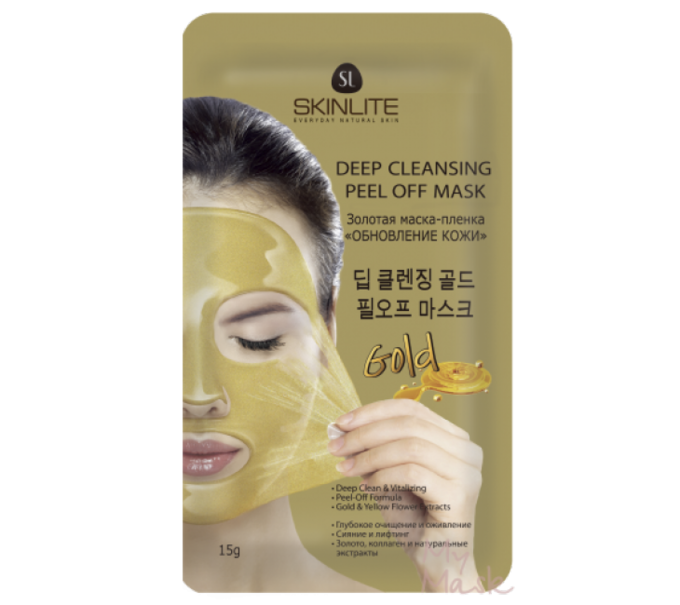 SL
SKINLITE
EVERYDAY NATURAL SKIN
DEEP CLEANSING
PEEL OFF MASK
Золотая маска-пленка
«ОБНОВЛЕНИЕ КОЖИ»
딥 클렌징 골드
필오프 마스크
Gold
• Deep Clean & Vitalizing
• Peel-Off Formula
• Gold & Yellow Flower Extracts
• Глубокое очищение и оживление
• Сияние и лифтинг
• Золото, коллаген и натуральные
экстракты
15g
Mask